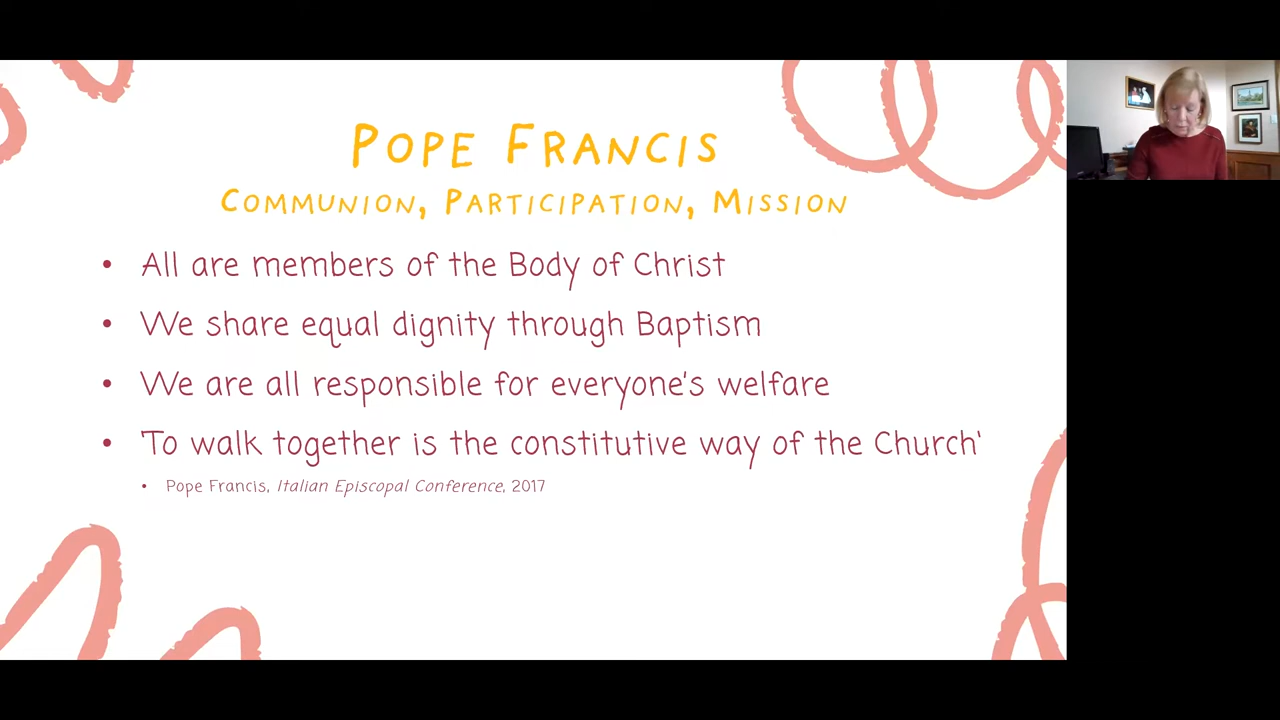 Pope Francis
Communion, Participation, Mission
• All are members of the Body of Christ
• We share equal dignity through Baptism
• We are all responsible for everyone's welfare
• 'To walk together is the constitutive way of the Church'
• Pope Francis, Italian Episcopal Conference, 2017